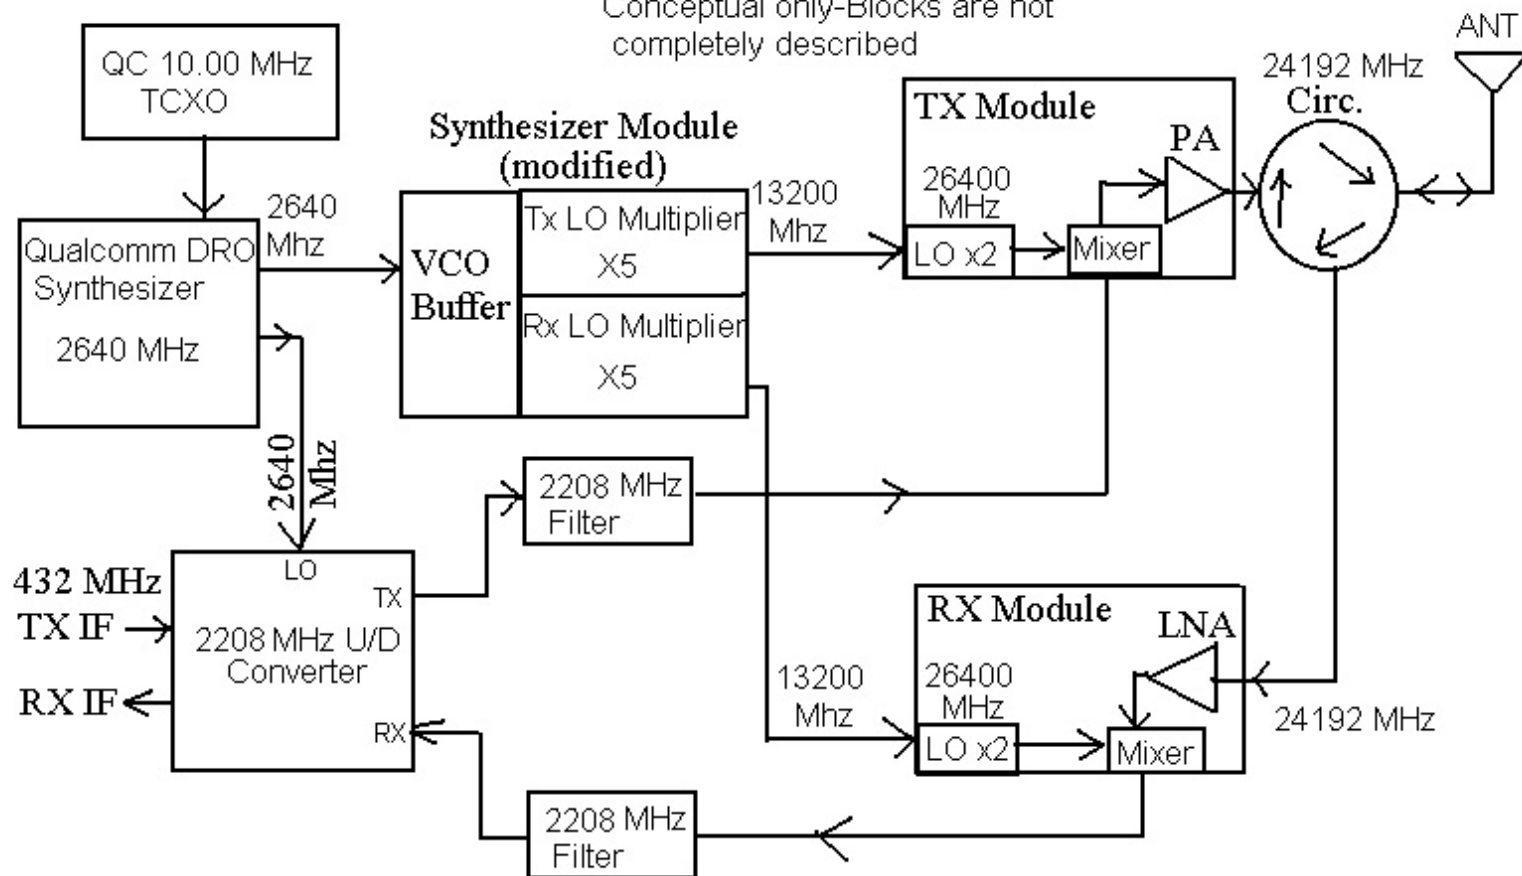 Conceptual only-Blocks are not
completely described
ANT
QC 10.00 MHz
TCXO
24192 MHz
Circ.
Synthesizer Module
(modified)
TX Module
PA
26400
MHz
LO x2
Mixer
2640
Mhz
Qualcomm DRO
Synthesizer
2640 MHz
VCO
Buffer
Tx LO Multiplier
X5
Rx LO Multiplier
X5
13200
Mhz
2640
Mhz
2208 MHz
Filter
432 MHz
TX IF
RX IF
LO
TX
2208 MHz U/D
Converter
RX
RX Module
LNA
13200
Mhz
26400
MHz
LO x2
Mixer
24192 MHz
2208 MHz
Filter